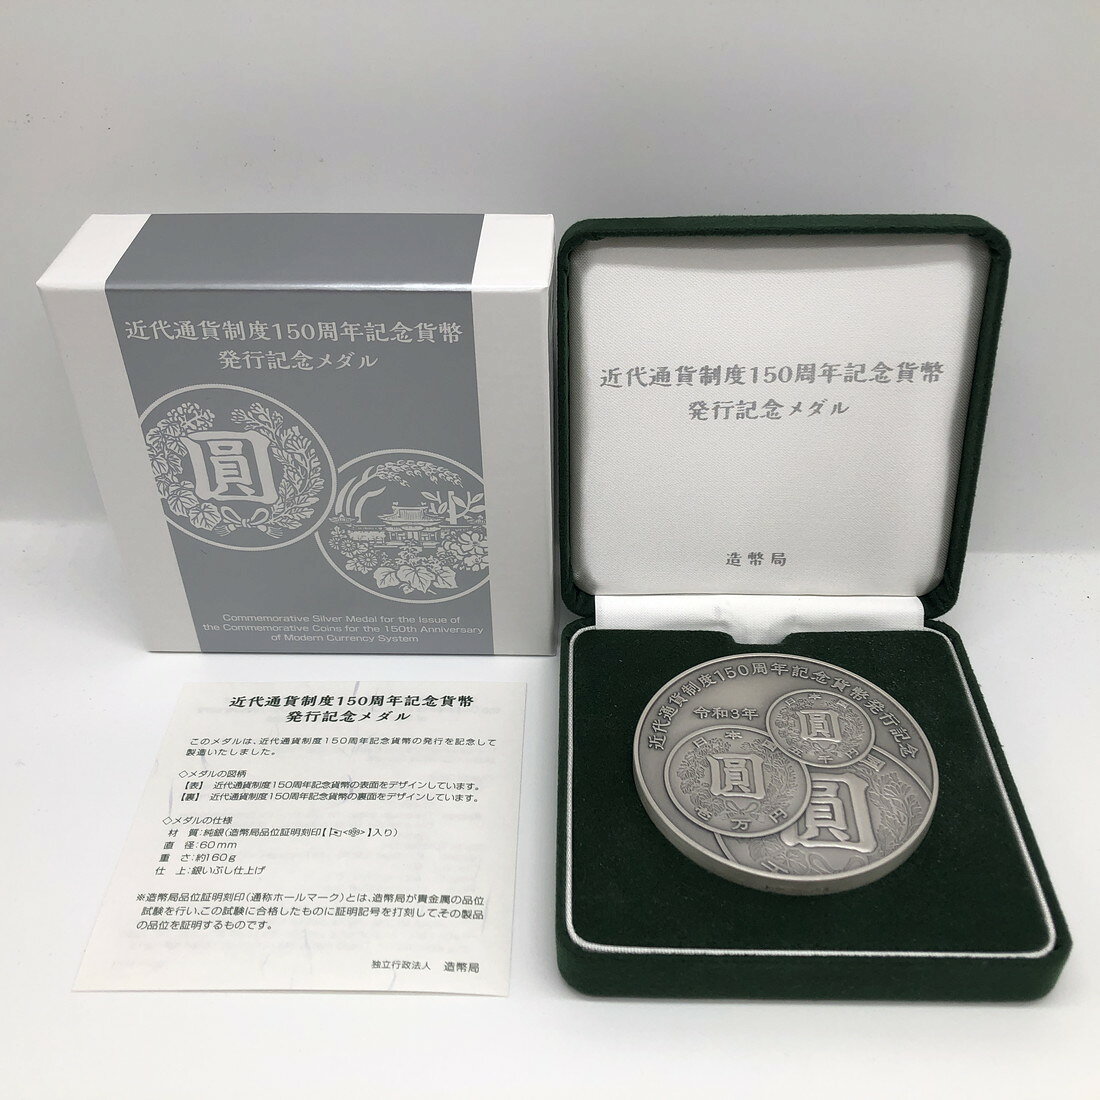 近代通貨制度150周年記念貨幣
発行記念メダル
圓
Commemorative Silver Medal for the Issue of
the Commemorative Coins for the 150th Anniversary
of Modern Currency System
近代通貨制度150周年記念貨幣
発行記念メダル
造幣局
近代通貨制度150周年記念貨幣発行記念
令和3年
圓
日本国
圓
壱万円
圓
近代通貨制度150周年記念貨幣
発行記念メダル
このメダルは、近代通貨制度150周年記念貨幣の発行を記念して
製造いたしました。
◇メダルの図柄
【表】 近代通貨制度150周年記念貨幣の表面をデザインしています。
【裏】 近代通貨制度150周年記念貨幣の裏面をデザインしています。
◇メダルの仕様
材 質:純銀(造幣局品位証明刻印【 】入り)
直 径:60mm
重 さ:約160g
仕 上:銀いぶし仕上げ
※造幣局品位証明刻印(通称ホールマーク)とは、造幣局が貴金属の品位
試験を行い、この試験に合格したものに証明記号を打刻して、その製品
の品位を証明するものです。
独立行政法人 造幣局